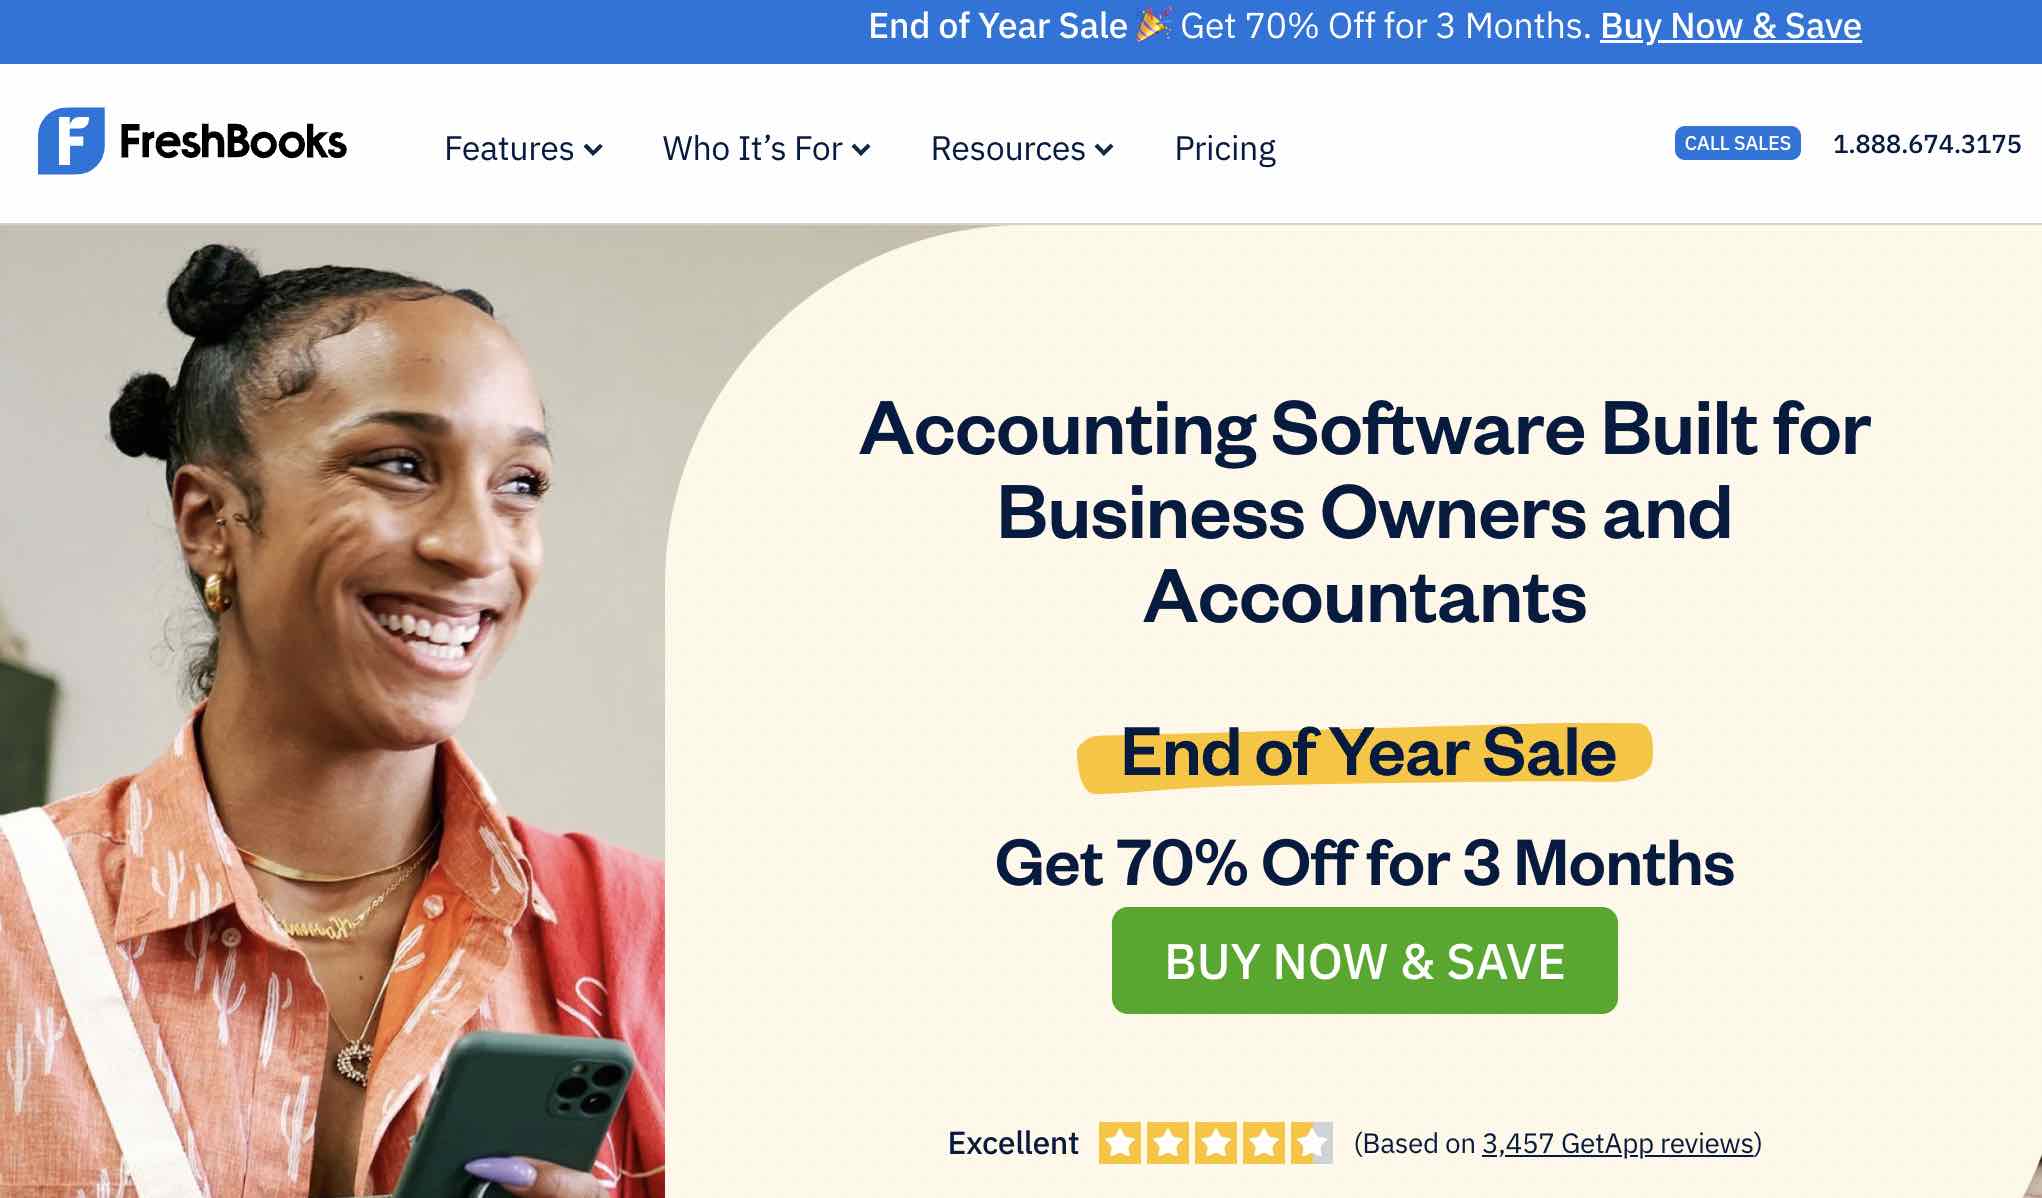 End of Year Sale 🎉 Get 70% Off for 3 Months. Buy Now & Save
FreshBooks
Features
Who It's For
Resources
Pricing
CALL SALES
1.888.674.3175
Accounting Software Built for
Business Owners and
Accountants
End of Year Sale
Get 70% Off for 3 Months
BUY NOW & SAVE
Excellent
(Based on 3,457 GetApp reviews)